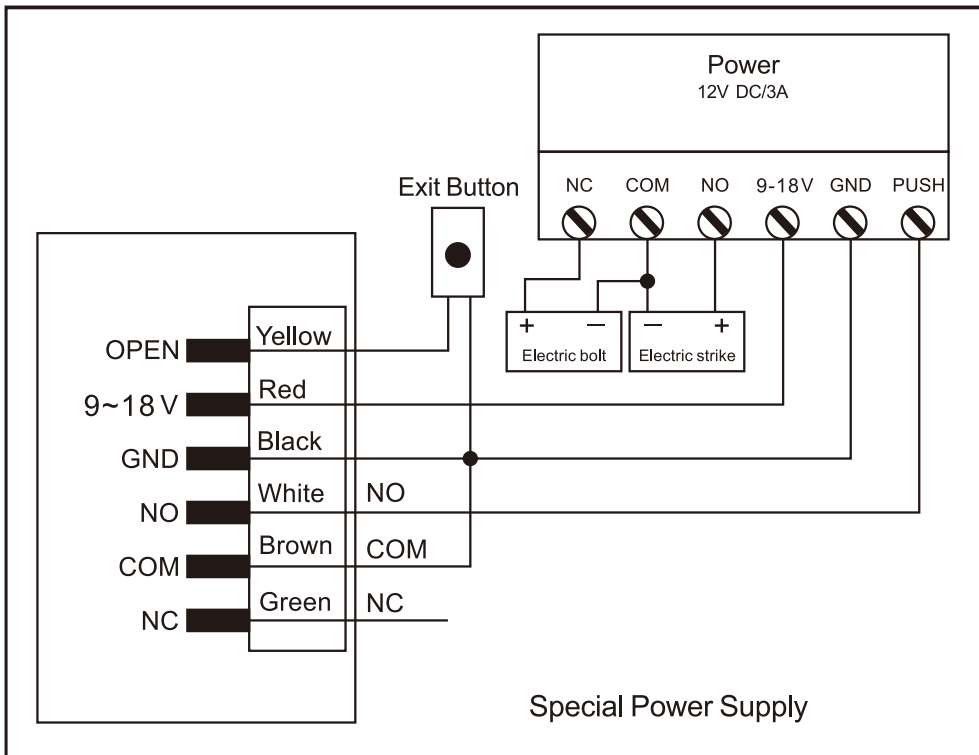 Power
12V DC/3A
NC COM NO 9-18V GND PUSH
Exit Button
+ – – +
Electric bolt Electric strike
OPEN Yellow
9~18 V Red
GND Black
NO White NO
COM Brown COM
NC Green NC
Special Power Supply